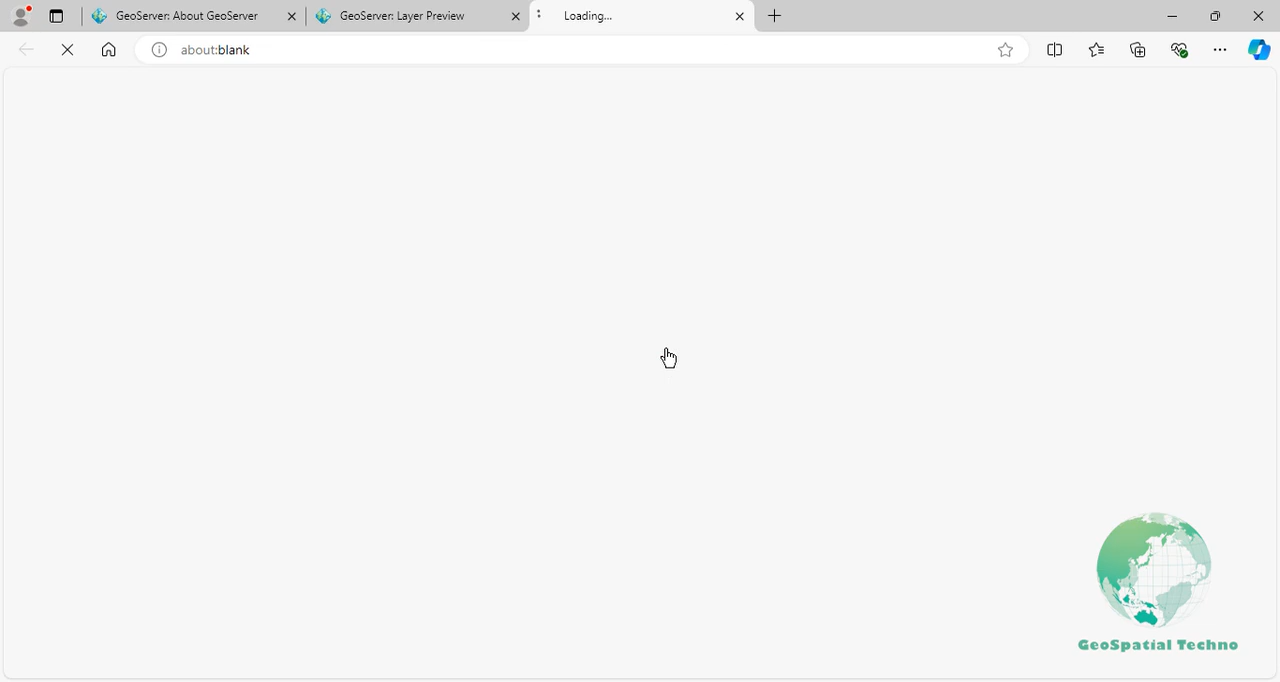 GeoServer: About GeoServer
GeoServer: Layer Preview
Loading...
about:blank
GeoSpatial Techno